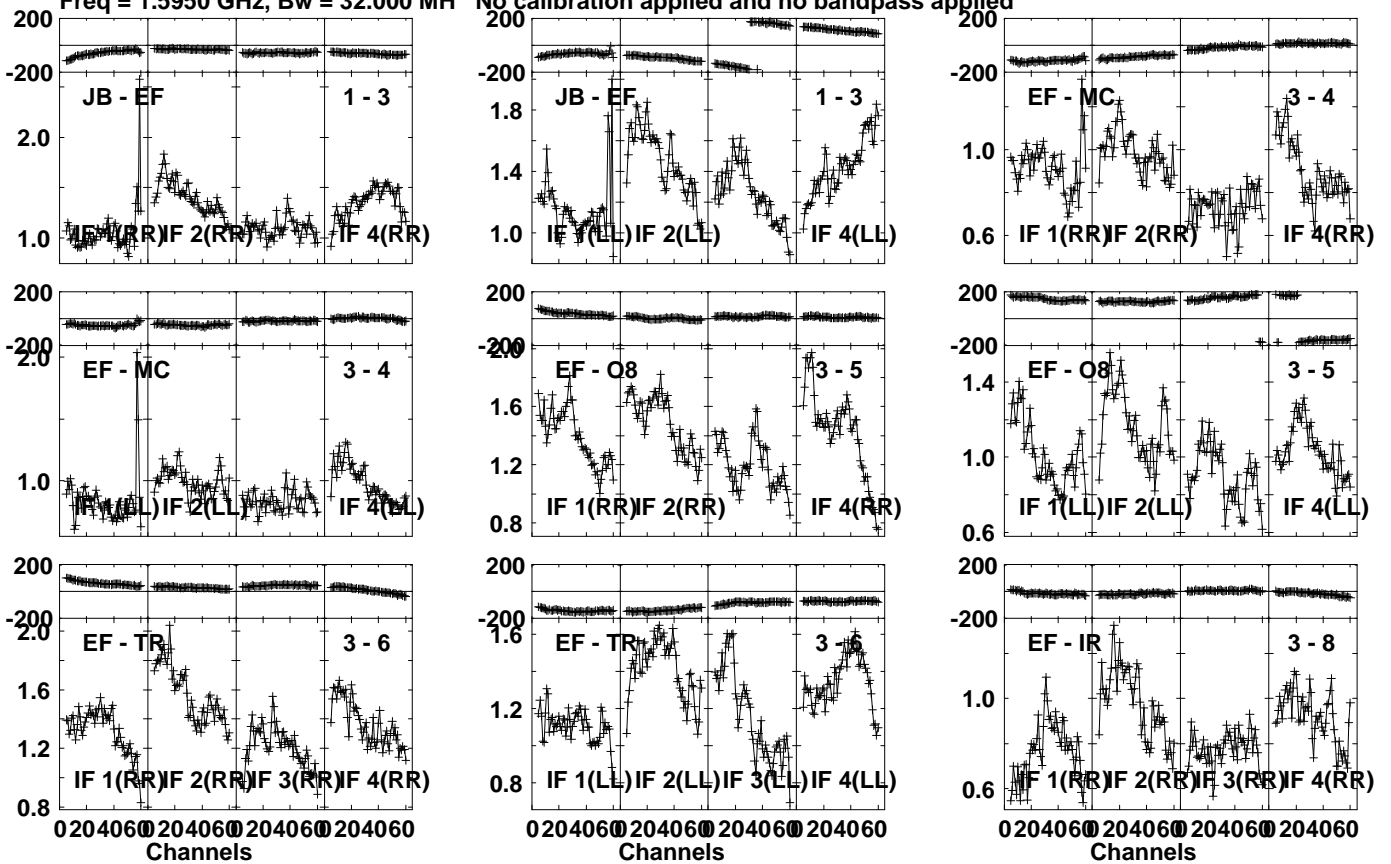 Freq = 1.5950 GHz, Bw = 32.000 MH No calibration applied and no bandpass applied
200
-200
JB - EF 1 - 3
2.0
1.0
IF 1(RR) IF 2(RR) IF 4(RR)
200
-200
JB - EF 1 - 3
1.8
1.4
1.0
IF 1(LL) IF 2(LL) IF 4(LL)
200
-200
EF - MC 3 - 4
1.0
0.6
IF 1(RR) IF 2(RR) IF 4(RR)
200
-200
2.0
EF - MC 3 - 4
1.0
IF 1(LL) IF 2(LL) IF 4(LL)
200
-200
2.0
EF - O8 3 - 5
1.6
1.2
0.8
IF 1(RR) IF 2(RR) IF 4(RR)
200
-200
EF - O8 3 - 5
1.4
1.0
0.6
IF 1(LL) IF 2(LL) IF 4(LL)
200
-200
2.0
EF - TR 3 - 6
1.6
1.2
0.8
IF 1(RR) IF 2(RR) IF 3(RR) IF 4(RR)
0 20 40 60 0 20 40 60 0 20 40 60 0 20 40 60
Channels
200
-200
1.6
EF - TR 3 - 6
1.2
0.8
IF 1(LL) IF 2(LL) IF 3(LL) IF 4(LL)
0 20 40 60 0 20 40 60 0 20 40 60 0 20 40 60
Channels
200
-200
EF - IR 3 - 8
1.0
0.6
IF 1(RR) IF 2(RR) IF 3(RR) IF 4(RR)
0 20 40 60 0 20 40 60 0 20 40 60 0 20 40 60
Channels